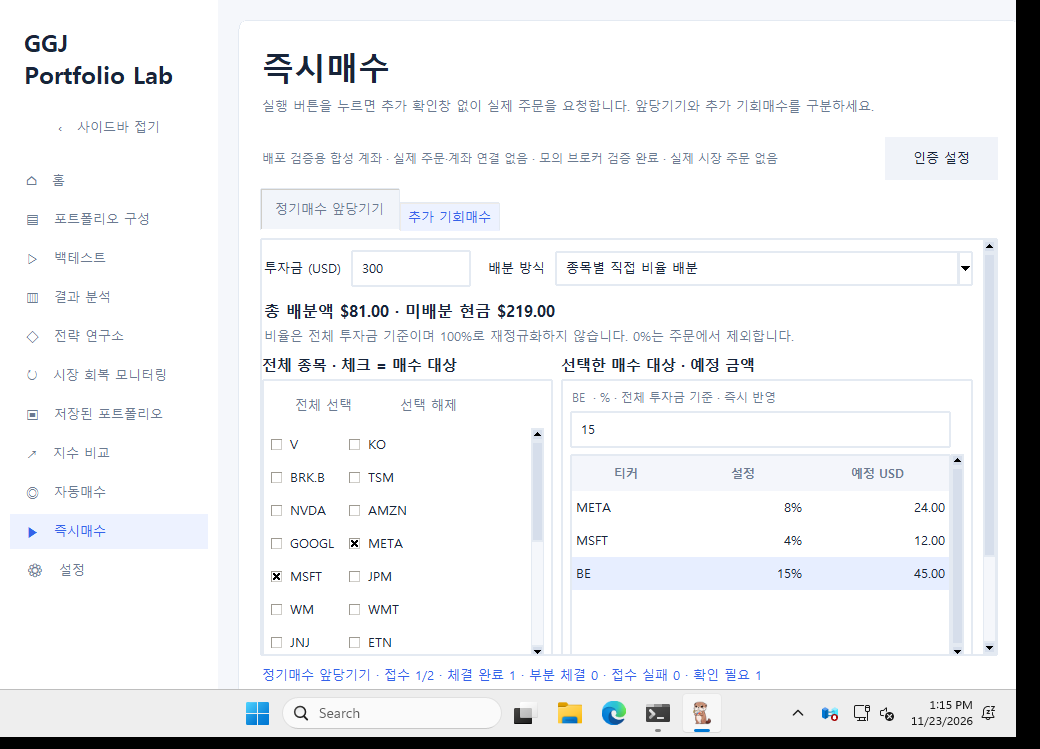 GGJ
Portfolio Lab
‹ 사이드바 접기
홈
포트폴리오 구성
백테스트
결과 분석
전략 연구소
시장 회복 모니터링
저장된 포트폴리오
지수 비교
자동매수
즉시매수
설정
즉시매수
실행 버튼을 누르면 추가 확인창 없이 실제 주문을 요청합니다. 앞당기기와 추가 기회매수를 구분하세요.
배포 검증용 합성 계좌 · 실제 주문·계좌 연결 없음 · 모의 브로커 검증 완료 · 실제 시장 주문 없음
인증 설정
정기매수 앞당기기
추가 기회매수
투자금 (USD) 300 배분 방식 종목별 직접 비율 배분
총 배분액 $81.00 · 미배분 현금 $219.00
비율은 전체 투자금 기준이며 100%로 재정규화하지 않습니다. 0%는 주문에서 제외합니다.
전체 종목 · 체크 = 매수 대상
전체 선택 선택 해제
V KO
BRK.B TSM
NVDA AMZN
GOOGL META
MSFT JPM
WM WMT
JNJ ETN
선택한 매수 대상 · 예정 금액
BE · % · 전체 투자금 기준 · 즉시 반영
15
티커 설정 예정 USD
META 8% 24.00
MSFT 4% 12.00
BE 15% 45.00
정기매수 앞당기기 · 접수 1/2 · 체결 완료 1 · 부분 체결 0 · 접수 실패 0 · 확인 필요 1
Search
1:15 PM
11/23/2026